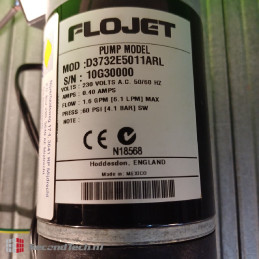 FLOJET
PUMP MODEL
MOD :D3732E5011ARL
S/N : 10G30000
VOLTS : 230 VOLTS A.C. 50/60 HZ
AMPS : 0.40 AMPS
FLOW : 1.6 GPM [6.1 LPM] MAX
PRESS : 60 PSI [4.1 BAR] SW
CE
N18568
Hoddesdon, ENGLAND
Made in: MEXICO
SecondTech.nl